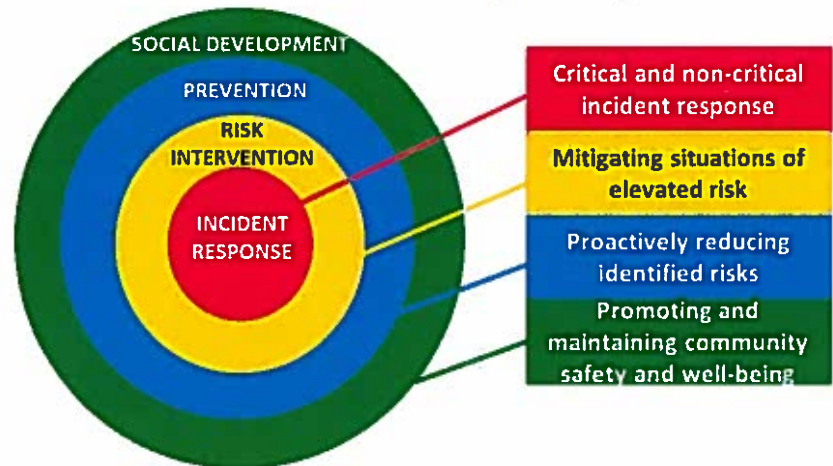 SOCIAL DEVELOPMENT
PREVENTION
RISK
INTERVENTION
INCIDENT
RESPONSE
Critical and non-critical
incident response
Mitigating situations of
elevated risk
Proactively reducing
identified risks
Promoting and
maintaining community
safety and well-being